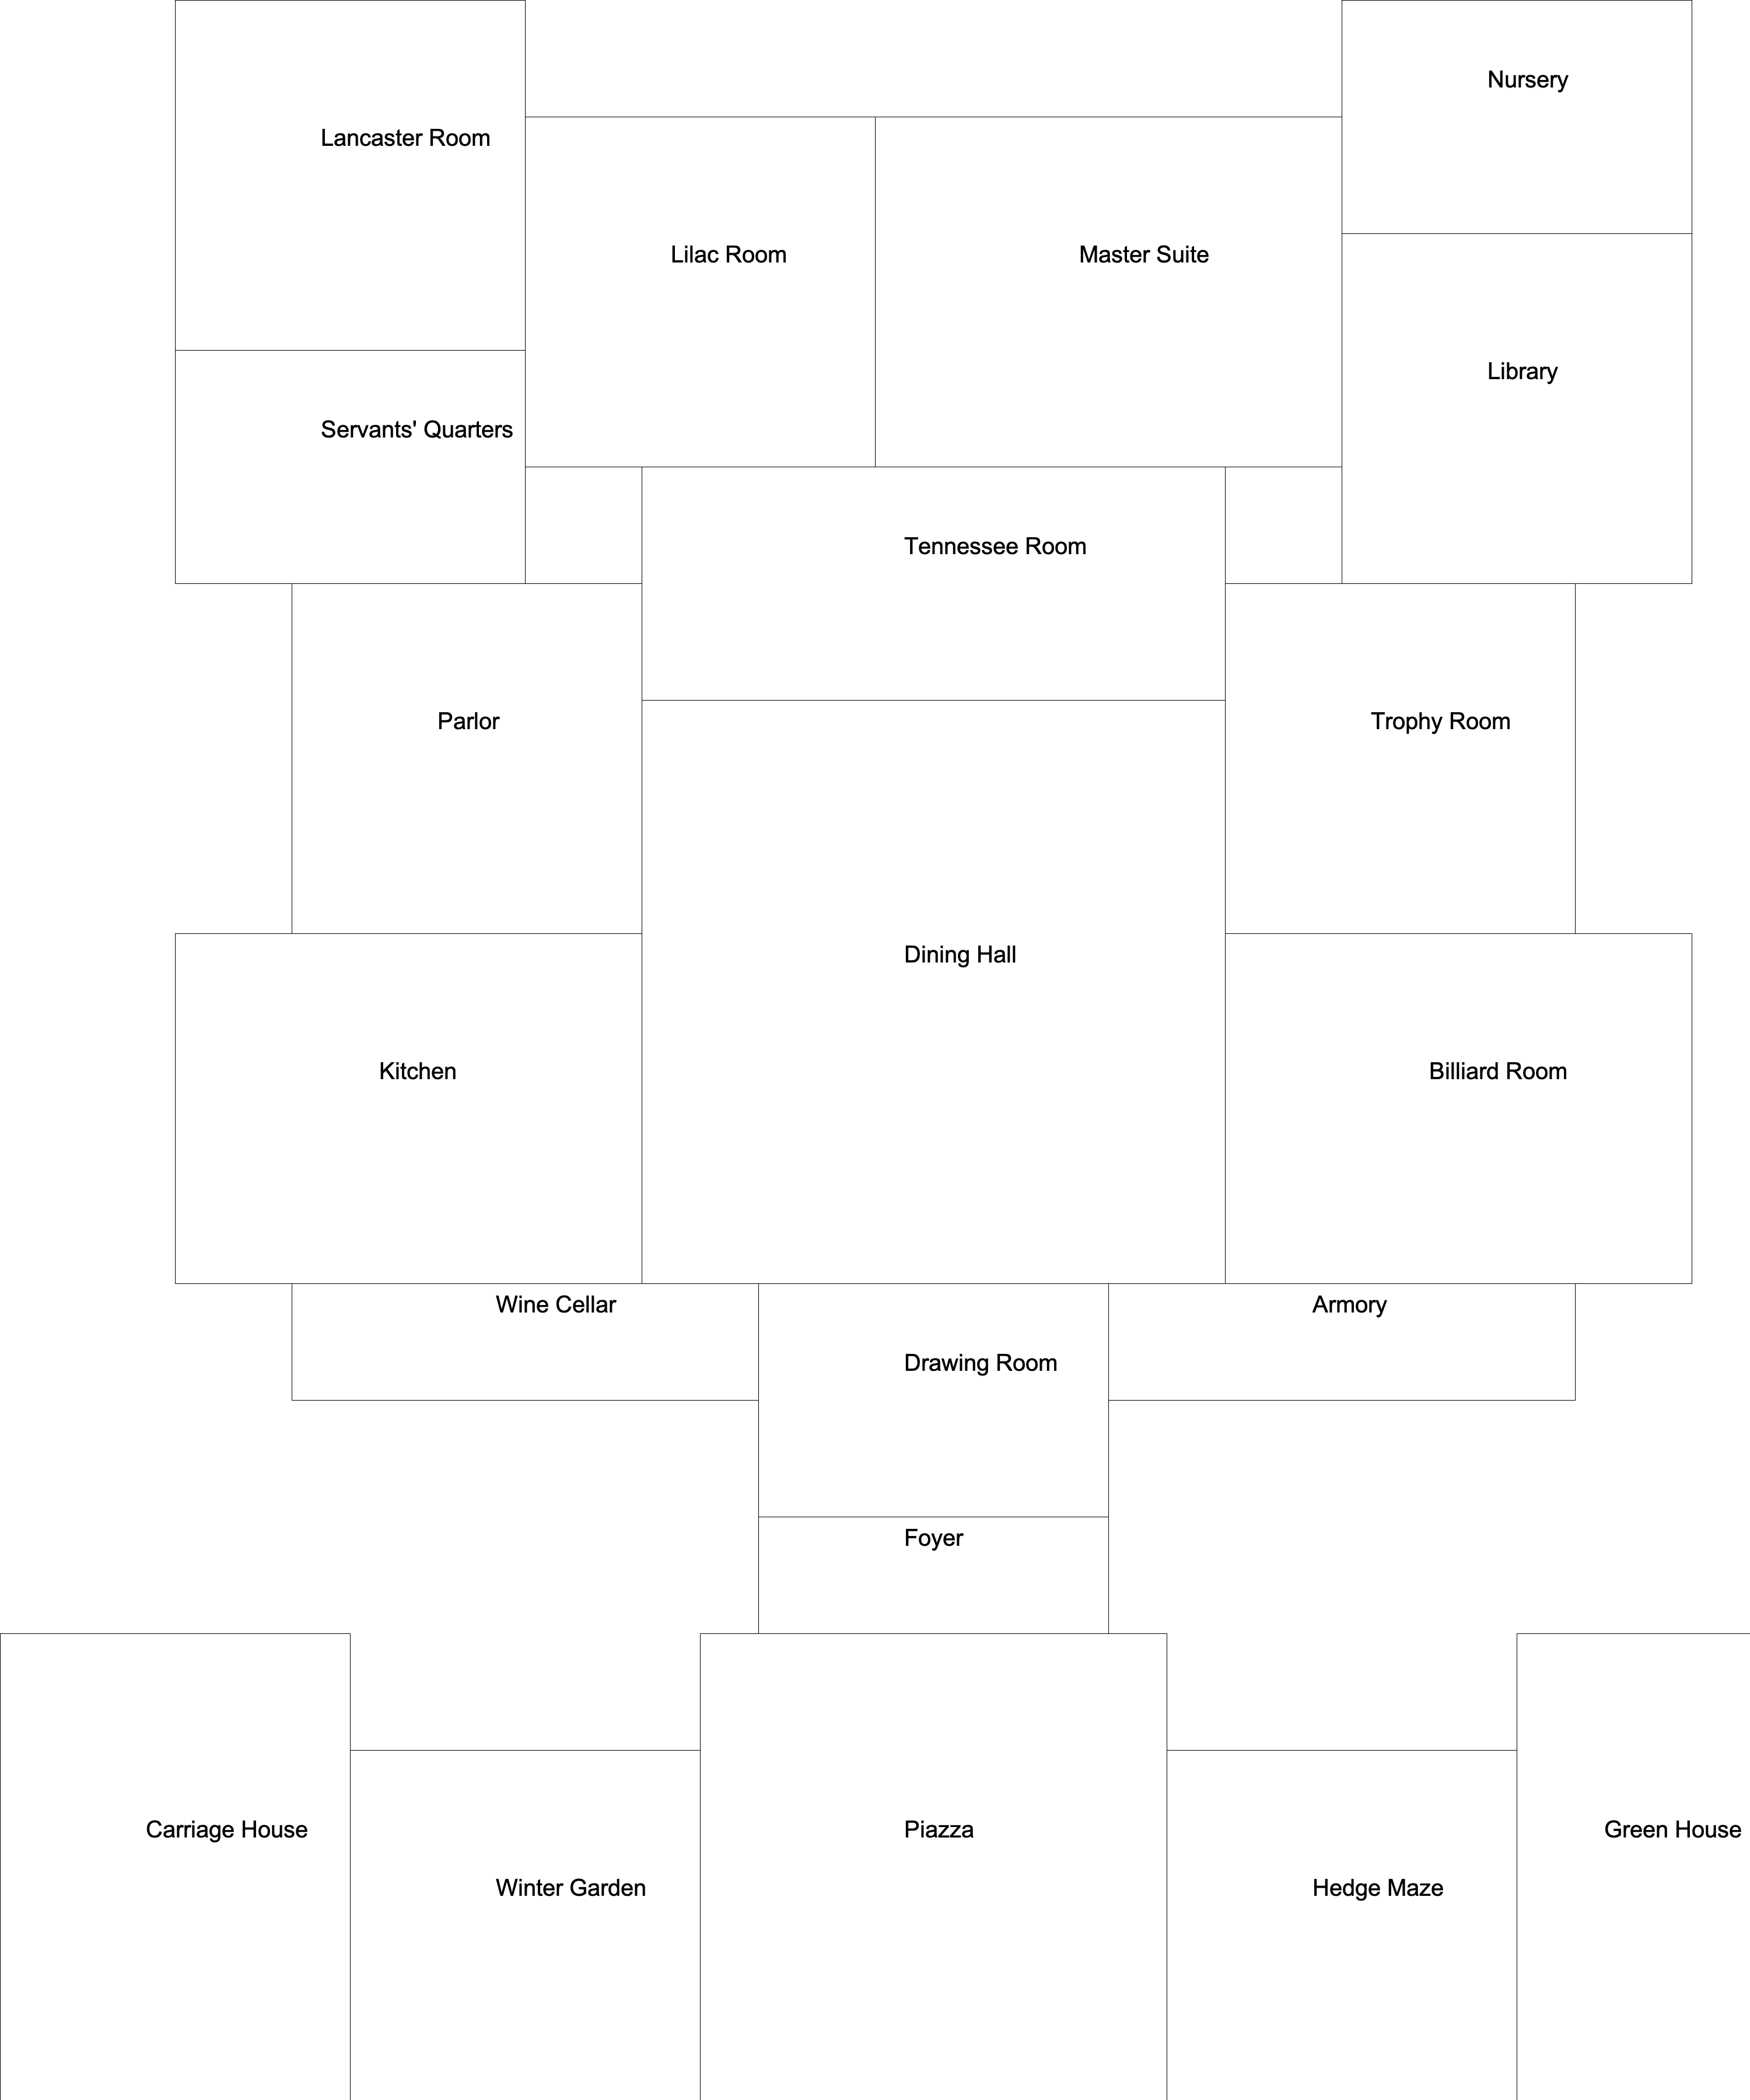 Nursery
Lancaster Room
Lilac Room
Master Suite
Library
Servants' Quarters
Tennessee Room
Parlor
Trophy Room
Dining Hall
Kitchen
Billiard Room
Wine Cellar
Armory
Drawing Room
Foyer
Carriage House
Piazza
Green House
Winter Garden
Hedge Maze